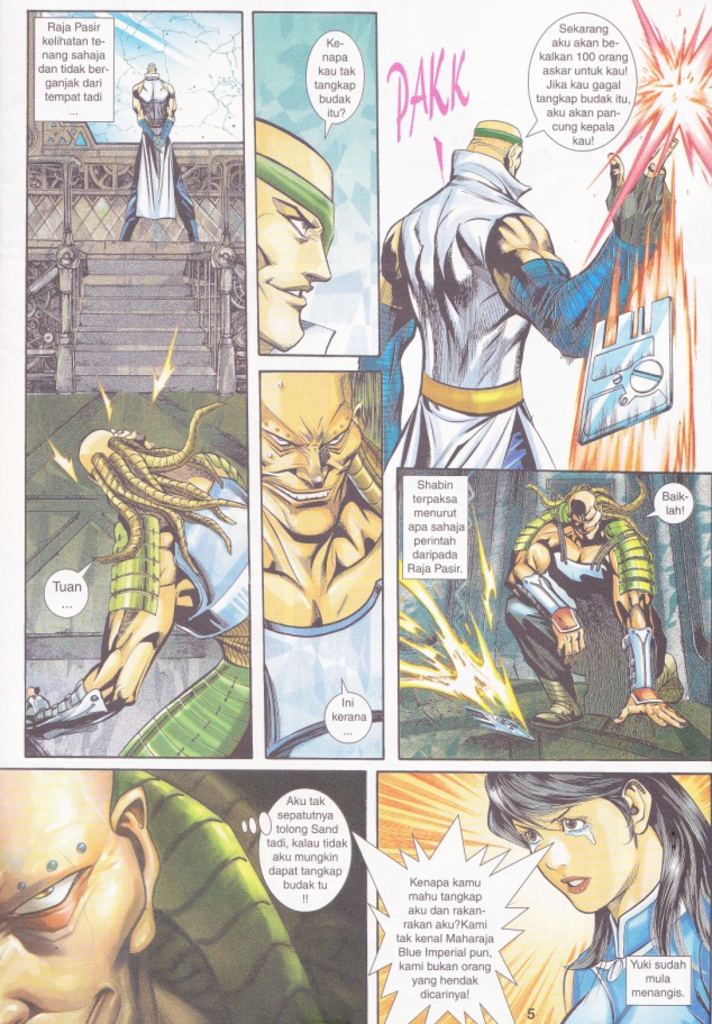 Raja Pasir
kelihatan te-
nang sahaja
dan tidak ber-
ganjak dari
tempat tadi
...
Ke-
napa
kau tak
tangkap
budak
itu?
PAKK
!
Sekarang
aku akan be-
kalkan 100 orang
askar untuk kau!
Jika kau gagal
tangkap budak itu,
aku akan pan-
cung kepala
kau!
Tuan
...
Ini
kerana
...
Shabin
terpaksa
menurut
apa sahaja
perintah
daripada
Raja Pasir.
Baik-
lah!
Aku tak
sepatutnya
tolong Sand
tadi, kalau tidak
aku mungkin
dapat tangkap
budak tu
!!
Kenapa kamu
mahu tangkap
aku dan rakan-
rakan aku?Kami
tak kenal Maharaja
Blue Imperial pun,
kami bukan orang
yang hendak
dicarinya!
Yuki sudah
mula
menangis.
5